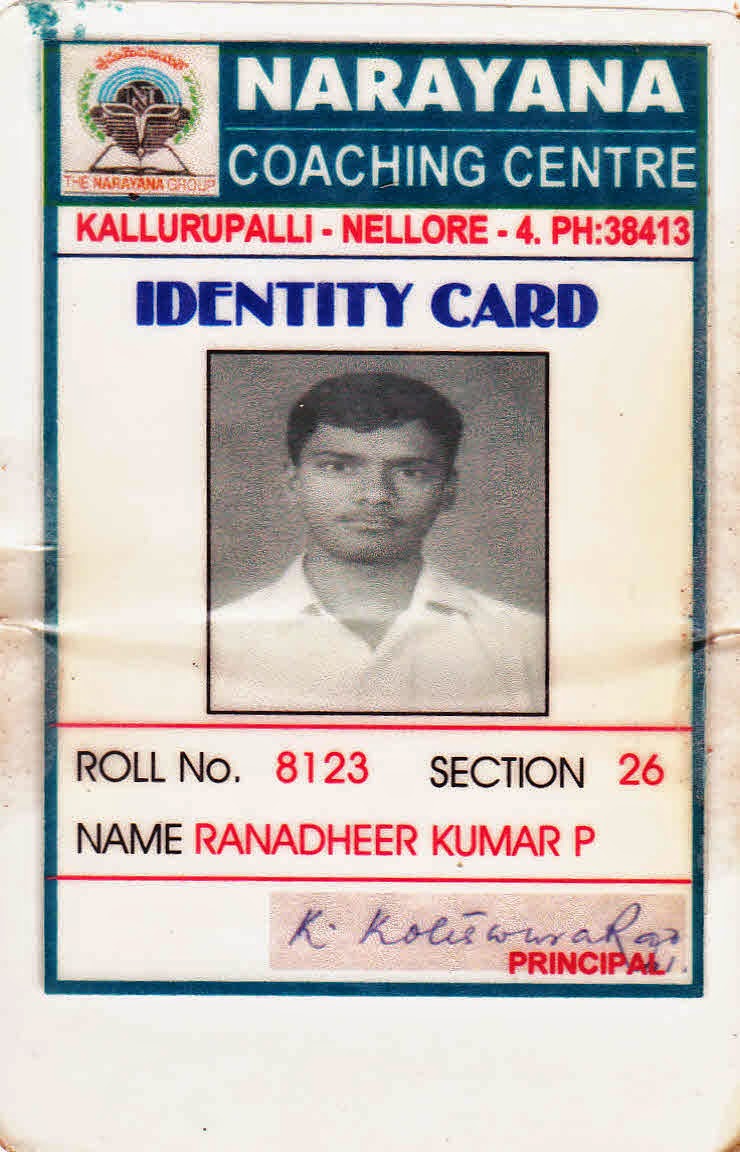 NARAYANA
COACHING CENTRE
THE NARAYANA GROUP
KALLURUPALLI - NELLORE - 4. PH:38413
IDENTITY CARD
ROLL No. 8123 SECTION 26
NAME RANADHEER KUMAR P
K.
PRINCIPAL